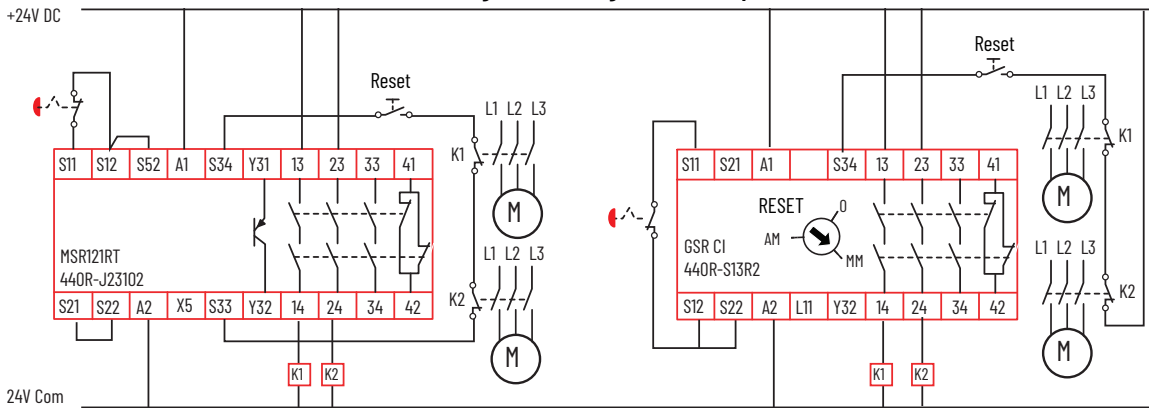 +24V DC
Reset
L1 L2 L3
K1
S11 S12 S52 A1 S34 Y31 13 23 33 41
M
MSR121RT
440R-J23102
L1 L2 L3
K2
S21 S22 A2 X5 S33 Y32 14 24 34 42
M
K1 K2
24V Com
Reset
L1 L2 L3
K1
S11 S21 A1 S34 13 23 33 41
M
RESET
0
AM
MM
GSR CI
440R-S13R2
L1 L2 L3
K2
S12 S22 A2 L11 Y32 14 24 34 42
M
K1 K2